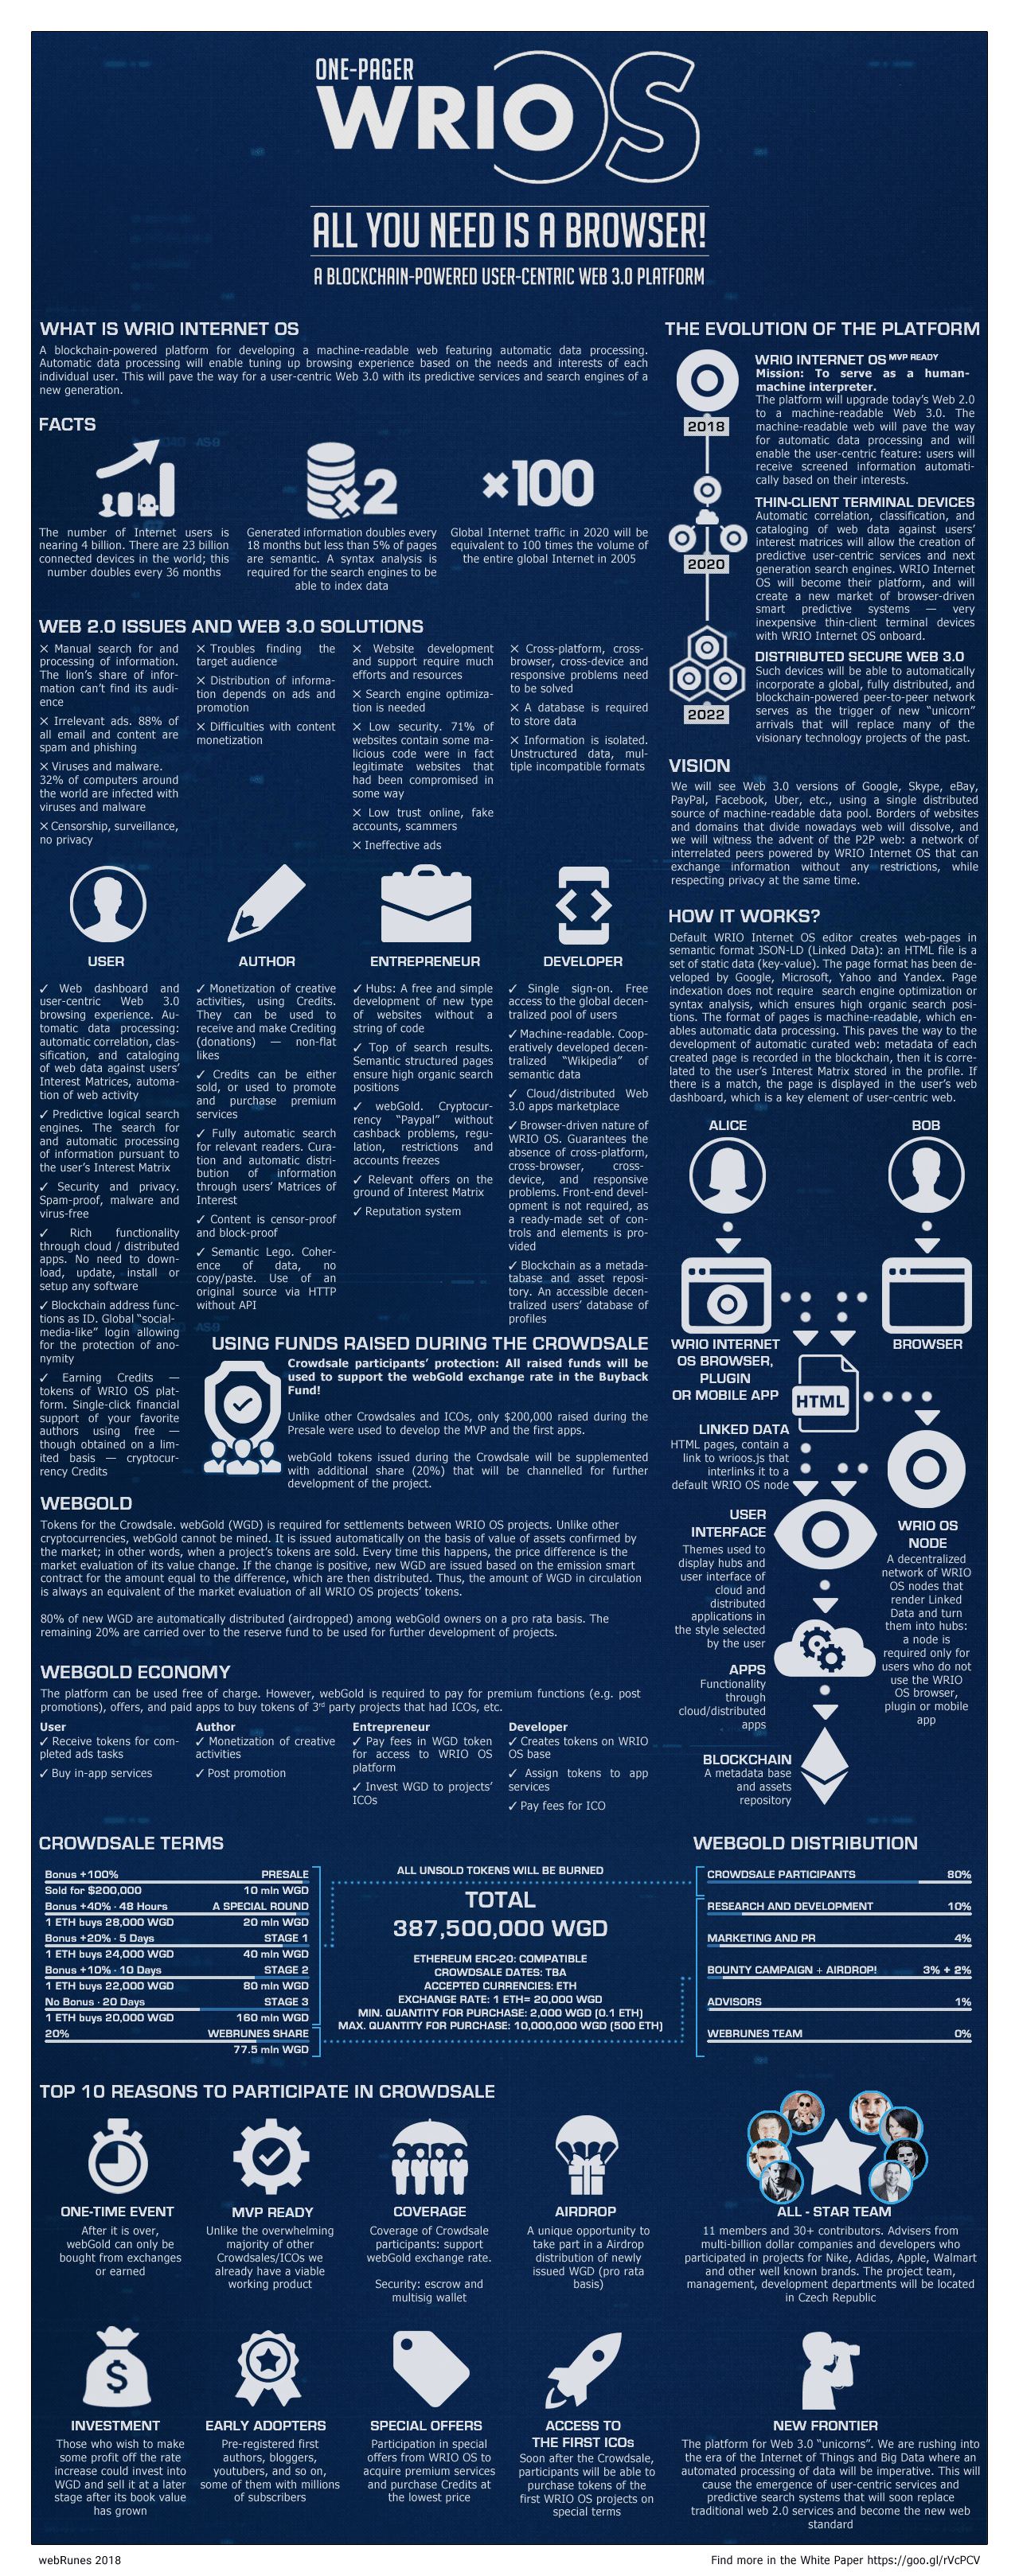 ONE-PAGER
WRIO OS
ALL YOU NEED IS A BROWSER!
A BLOCKCHAIN-POWERED USER-CENTRIC WEB 3.0 PLATFORM
WHAT IS WRIO INTERNET OS
A blockchain-powered platform for developing a machine-readable web featuring automatic data processing.
Automatic data processing will enable tuning up browsing experience based on the needs and interests of each
individual user. This will pave the way for a user-centric Web 3.0 with its predictive services and search engines of a
new generation.
FACTS
The number of Internet users is
nearing 4 billion. There are 23 billion
connected devices in the world; this
number doubles every 36 months
×2
Generated information doubles every
18 months but less than 5% of pages
are semantic. A syntax analysis is
required for the search engines to be
able to index data
×100
Global Internet traffic in 2020 will be
equivalent to 100 times the volume of
the entire global Internet in 2005
WEB 2.0 ISSUES AND WEB 3.0 SOLUTIONS
✕ Manual search for and
processing of information.
The lion's share of infor-
mation can't find its audi-
ence
✕ Irrelevant ads. 88% of
all email and content are
spam and phishing
✕ Viruses and malware.
32% of computers around
the world are infected with
viruses and malware
✕ Censorship, surveillance,
no privacy
✕ Troubles finding the
target audience
✕ Distribution of informa-
tion depends on ads and
promotion
✕ Difficulties with content
monetization
✕ Website development
and support require much
efforts and resources
✕ Search engine optimiza-
tion is needed
✕ Low security. 71% of
websites contain some ma-
licious code were in fact
legitimate websites that
had been compromised in
some way
✕ Low trust online, fake
accounts, scammers
✕ Ineffective ads
✕ Cross-platform, cross-
browser, cross-device and
responsive problems need
to be solved
✕ A database is required
to store data
✕ Information is isolated.
Unstructured data, mul-
tiple incompatible formats
USER
AUTHOR
ENTREPRENEUR
DEVELOPER
✓ Web dashboard and
user-centric Web 3.0
browsing experience. Au-
tomatic data processing:
automatic correlation, clas-
sification, and cataloging
of web data against users'
Interest Matrices, automa-
tion of web activity
✓ Predictive logical search
engines. The search for
and automatic processing
of information pursuant to
the user's Interest Matrix
✓ Security and privacy.
Spam-proof, malware and
virus-free
✓ Rich functionality
through cloud / distributed
apps. No need to down-
load, update, install or
setup any software
✓ Blockchain address func-
tions as ID. Global "social-
media-like" login allowing
for the protection of ano-
nymity
✓ Earning Credits —
tokens of WRIO OS plat-
form. Single-click financial
support of your favorite
authors using free —
though obtained on a lim-
ited basis — cryptocur-
rency Credits
✓ Monetization of creative
activities, using Credits.
They can be used to
receive and make Crediting
(donations) — non-flat
likes
✓ Credits can be either
sold, or used to promote
and purchase premium
services
✓ Fully automatic search
for relevant readers. Cura-
tion and automatic distri-
bution of information
through users' Matrices of
Interest
✓ Content is censor-proof
and block-proof
✓ Semantic Lego. Coher-
ence of data, no
copy/paste. Use of an
original source via HTTP
without API
✓ Hubs: A free and simple
development of new type
of websites without a
string of code
✓ Top of search results.
Semantic structured pages
ensure high organic search
positions
✓ webGold. Cryptocur-
rency "Paypal" without
cashback problems, regu-
lation, restrictions and
accounts freezes
✓ Relevant offers on the
ground of Interest Matrix
✓ Reputation system
✓ Single sign-on. Free
access to the global decen-
tralized pool of users
✓ Machine-readable. Coop-
eratively developed decen-
tralized "Wikipedia" of
semantic data
✓ Cloud/distributed Web
3.0 apps marketplace
✓ Browser-driven nature of
WRIO OS. Guarantees the
absence of cross-platform,
cross-browser, cross-
device, and responsive
problems. Front-end devel-
opment is not required, as
a ready-made set of con-
trols and elements is pro-
vided
✓ Blockchain as a metada-
tabase and asset reposi-
tory. An accessible decen-
tralized users' database of
profiles
USING FUNDS RAISED DURING THE CROWDSALE
Crowdsale participants' protection: All raised funds will be
used to support the webGold exchange rate in the Buyback
Fund!
Unlike other Crowdsales and ICOs, only $200,000 raised during the
Presale were used to develop the MVP and the first apps.
webGold tokens issued during the Crowdsale will be supplemented
with additional share (20%) that will be channelled for further
development of the project.
WEBGOLD
Tokens for the Crowdsale. webGold (WGD) is required for settlements between WRIO OS projects. Unlike other
cryptocurrencies, webGold cannot be mined. It is issued automatically on the basis of value of assets confirmed by
the market; in other words, when a project's tokens are sold. Every time this happens, the price difference is the
market evaluation of its value change. If the change is positive, new WGD are issued based on the emission smart
contract for the amount equal to the difference, which are then distributed. Thus, the amount of WGD in circulation
is always an equivalent of the market evaluation of all WRIO OS projects' tokens.
80% of new WGD are automatically distributed (airdropped) among webGold owners on a pro rata basis. The
remaining 20% are carried over to the reserve fund to be used for further development of projects.
WEBGOLD ECONOMY
The platform can be used free of charge. However, webGold is required to pay for premium functions (e.g. post
promotions), offers, and paid apps to buy tokens of 3rd party projects that had ICOs, etc.
User
✓ Receive tokens for com-
pleted ads tasks
✓ Buy in-app services
Author
✓ Monetization of creative
activities
✓ Post promotion
Entrepreneur
✓ Pay fees in WGD token
for access to WRIO OS
platform
✓ Invest WGD to projects'
ICOs
Developer
✓ Creates tokens on WRIO
OS base
✓ Assign tokens to app
services
✓ Pay fees for ICO
THE EVOLUTION OF THE PLATFORM
2018
WRIO INTERNET OS MVP READY
Mission: To serve as a human-
machine interpreter.
The platform will upgrade today's Web 2.0
to a machine-readable Web 3.0. The
machine-readable web will pave the way
for automatic data processing and will
enable the user-centric feature: users will
receive screened information automati-
cally based on their interests.
2020
THIN-CLIENT TERMINAL DEVICES
Automatic correlation, classification, and
cataloging of web data against users'
interest matrices will allow the creation of
predictive user-centric services and next
generation search engines. WRIO Internet
OS will become their platform, and will
create a new market of browser-driven
smart predictive systems — very
inexpensive thin-client terminal devices
with WRIO Internet OS onboard.
2022
DISTRIBUTED SECURE WEB 3.0
Such devices will be able to automatically
incorporate a global, fully distributed, and
blockchain-powered peer-to-peer network
serves as the trigger of new "unicorn"
arrivals that will replace many of the
visionary technology projects of the past.
VISION
We will see Web 3.0 versions of Google, Skype, eBay,
PayPal, Facebook, Uber, etc., using a single distributed
source of machine-readable data pool. Borders of websites
and domains that divide nowadays web will dissolve, and
we will witness the advent of the P2P web: a network of
interrelated peers powered by WRIO Internet OS that can
exchange information without any restrictions, while
respecting privacy at the same time.
HOW IT WORKS?
Default WRIO Internet OS editor creates web-pages in
semantic format JSON-LD (Linked Data): an HTML file is a
set of static data (key-value). The page format has been de-
veloped by Google, Microsoft, Yahoo and Yandex. Page
indexation does not require search engine optimization or
syntax analysis, which ensures high organic search posi-
tions. The format of pages is machine-readable, which en-
ables automatic data processing. This paves the way to the
development of automatic curated web: metadata of each
created page is recorded in the blockchain, then it is corre-
lated to the user's Interest Matrix stored in the profile. If
there is a match, the page is displayed in the user's web
dashboard, which is a key element of user-centric web.
ALICE
BOB
WRIO INTERNET
OS BROWSER,
PLUGIN
OR MOBILE APP
BROWSER
HTML
LINKED DATA
HTML pages, contain a
link to wrioos.js that
interlinks it to a
default WRIO OS node
USER
INTERFACE
Themes used to
display hubs and
user interface of
cloud and
distributed
applications in
the style selected
by the user
WRIO OS
NODE
A decentralized
network of WRIO
OS nodes that
render Linked
Data and turn
them into hubs:
a node is
required only for
users who do not
use the WRIO
OS browser,
plugin or mobile
app
APPS
Functionality
through
cloud/distributed
apps
BLOCKCHAIN
A metadata base
and assets
repository
CROWDSALE TERMS
Bonus +100% PRESALE
Sold for $200,000 10 mln WGD
Bonus +40% · 48 Hours A SPECIAL ROUND
1 ETH buys 28,000 WGD 20 mln WGD
Bonus +20% · 5 Days STAGE 1
1 ETH buys 24,000 WGD 40 mln WGD
Bonus +10% · 10 Days STAGE 2
1 ETH buys 22,000 WGD 80 mln WGD
No Bonus · 20 Days STAGE 3
1 ETH buys 20,000 WGD 160 mln WGD
20% WEBRUNES SHARE
77.5 mln WGD
ALL UNSOLD TOKENS WILL BE BURNED
TOTAL
387,500,000 WGD
ETHEREUM ERC-20: COMPATIBLE
CROWDSALE DATES: TBA
ACCEPTED CURRENCIES: ETH
EXCHANGE RATE: 1 ETH= 20,000 WGD
MIN. QUANTITY FOR PURCHASE: 2,000 WGD (0.1 ETH)
MAX. QUANTITY FOR PURCHASE: 10,000,000 WGD (500 ETH)
WEBGOLD DISTRIBUTION
CROWDSALE PARTICIPANTS 80%
RESEARCH AND DEVELOPMENT 10%
MARKETING AND PR 4%
BOUNTY CAMPAIGN + AIRDROP! 3% + 2%
ADVISORS 1%
WEBRUNES TEAM 0%
TOP 10 REASONS TO PARTICIPATE IN CROWDSALE
ONE-TIME EVENT
After it is over,
webGold can only be
bought from exchanges
or earned
MVP READY
Unlike the overwhelming
majority of other
Crowdsales/ICOs we
already have a viable
working product
COVERAGE
Coverage of Crowdsale
participants: support
webGold exchange rate.
Security: escrow and
multisig wallet
AIRDROP
A unique opportunity to
take part in a Airdrop
distribution of newly
issued WGD (pro rata
basis)
ALL - STAR TEAM
11 members and 30+ contributors. Advisers from
multi-billion dollar companies and developers who
participated in projects for Nike, Adidas, Apple, Walmart
and other well known brands. The project team,
management, development departments will be located
in Czech Republic
$
INVESTMENT
Those who wish to make
some profit off the rate
increase could invest into
WGD and sell it at a later
stage after its book value
has grown
EARLY ADOPTERS
Pre-registered first
authors, bloggers,
youtubers, and so on,
some of them with millions
of subscribers
SPECIAL OFFERS
Participation in special
offers from WRIO OS to
acquire premium services
and purchase Credits at
the lowest price
ACCESS TO
THE FIRST ICOs
Soon after the Crowdsale,
participants will be able to
purchase tokens of the
first WRIO OS projects on
special terms
NEW FRONTIER
The platform for Web 3.0 "unicorns". We are rushing into
the era of the Internet of Things and Big Data where an
automated processing of data will be imperative. This will
cause the emergence of user-centric services and
predictive search systems that will soon replace
traditional web 2.0 services and become the new web
standard
webRunes 2018
Find more in the White Paper https://goo.gl/rVcPCV